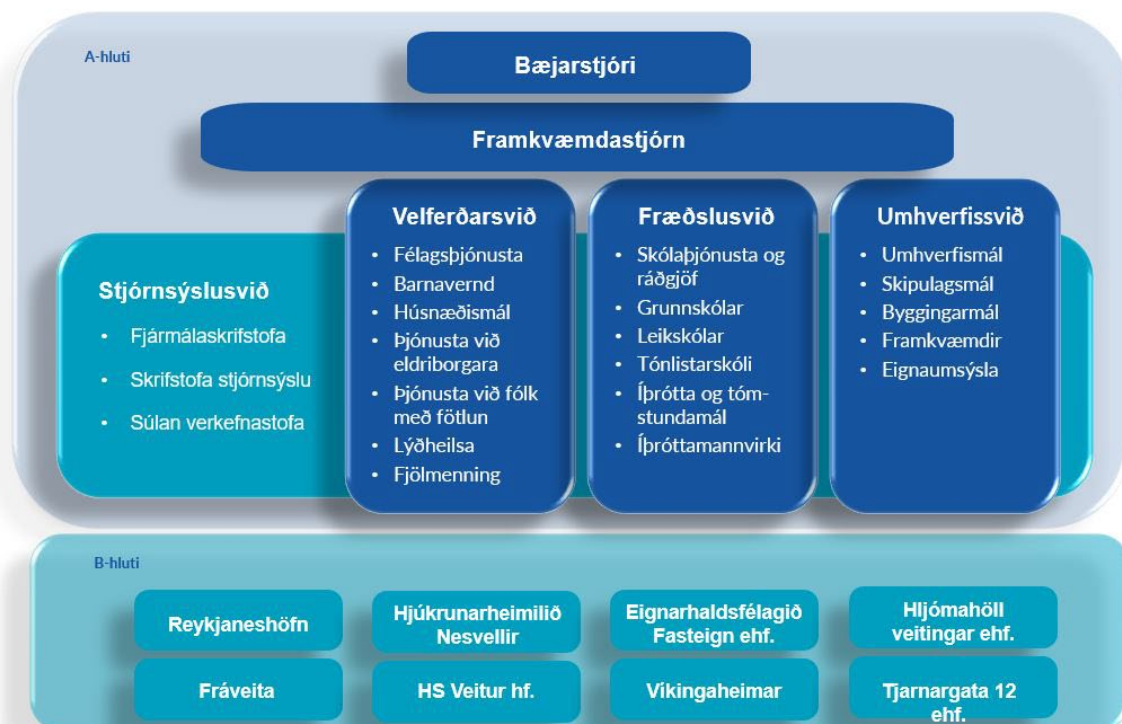 A-hluti
Bæjarstjóri
Framkvæmdastjórn
Stjórnsýslusvið
• Fjármálaskrifstofa
• Skrifstofa stjórnsýslu
• Súlan verkefnastofa
Velferðarsvið
• Félagsþjónusta
• Barnavernd
• Húsnæðismál
• Þjónusta við
eldriborgara
• Þjónusta við fólk
með fötlun
• Lýðheilsa
• Fjölmenning
Fræðslusvið
• Skólaþjónusta og
ráðgjöf
• Grunnskólar
• Leikskólar
• Tónlistarskóli
• Íþrótta og tóm-
stundamál
• Íþróttamannvirki
Umhverfissvið
• Umhverfismál
• Skipulagsmál
• Byggingarmál
• Framkvæmdir
• Eignaumsýsla
B-hluti
Reykjaneshöfn
Hjúkrunarheimilið
Nesvellir
Eignarhaldsfélagið
Fasteign ehf.
Hljómahöll
veitingar ehf.
Fráveita
HS Veitur hf.
Víkingaheimar
Tjarnargata 12
ehf.